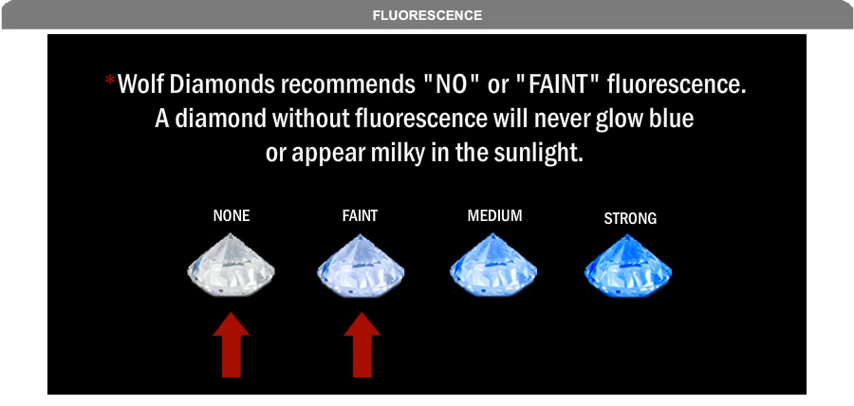 FLUORESCENCE
*Wolf Diamonds recommends "NO" or "FAINT" fluorescence.
A diamond without fluorescence will never glow blue
or appear milky in the sunlight.
NONE FAINT MEDIUM STRONG